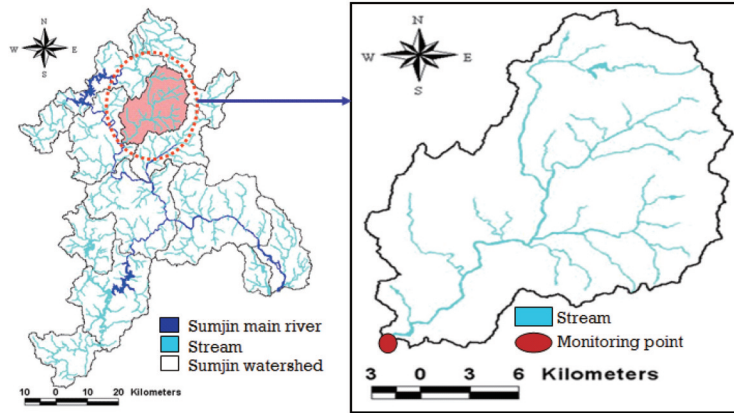 N
W E
S
Sumjin main river
Stream
Sumjin watershed
10 0 10 20 Kilometers
N
W E
S
Stream
Monitoring point
3 0 3 6
Kilometers